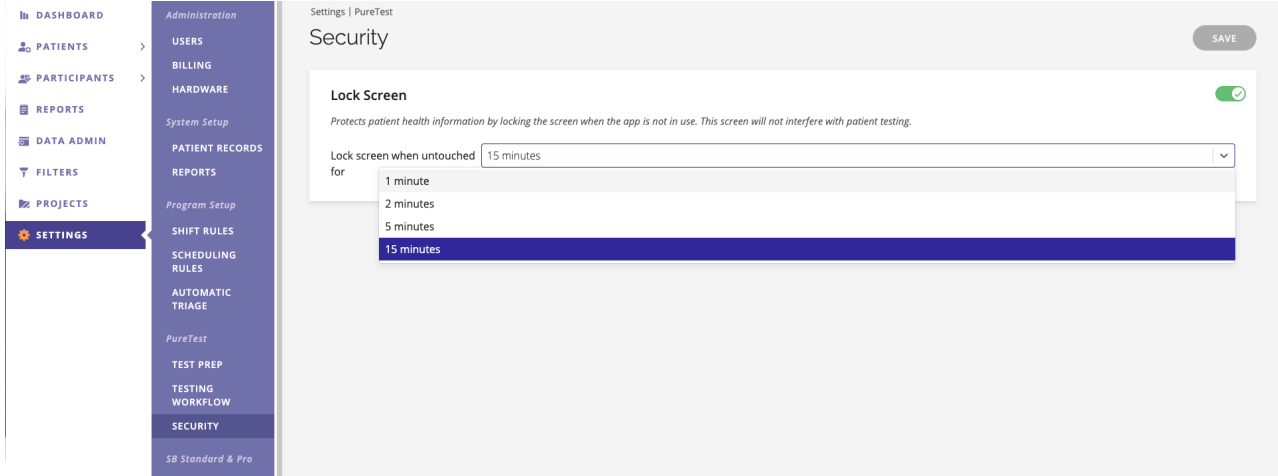 DASHBOARD
PATIENTS
PARTICIPANTS
REPORTS
DATA ADMIN
FILTERS
PROJECTS
SETTINGS
Administration
USERS
BILLING
HARDWARE
System Setup
PATIENT RECORDS
REPORTS
Program Setup
SHIFT RULES
SCHEDULING
RULES
AUTOMATIC
TRIAGE
PureTest
TEST PREP
TESTING
WORKFLOW
SECURITY
SB Standard & Pro
Settings | PureTest
Security
SAVE
Lock Screen
Protects patient health information by locking the screen when the app is not in use. This screen will not interfere with patient testing.
Lock screen when untouched
for
15 minutes
1 minute
2 minutes
5 minutes
15 minutes